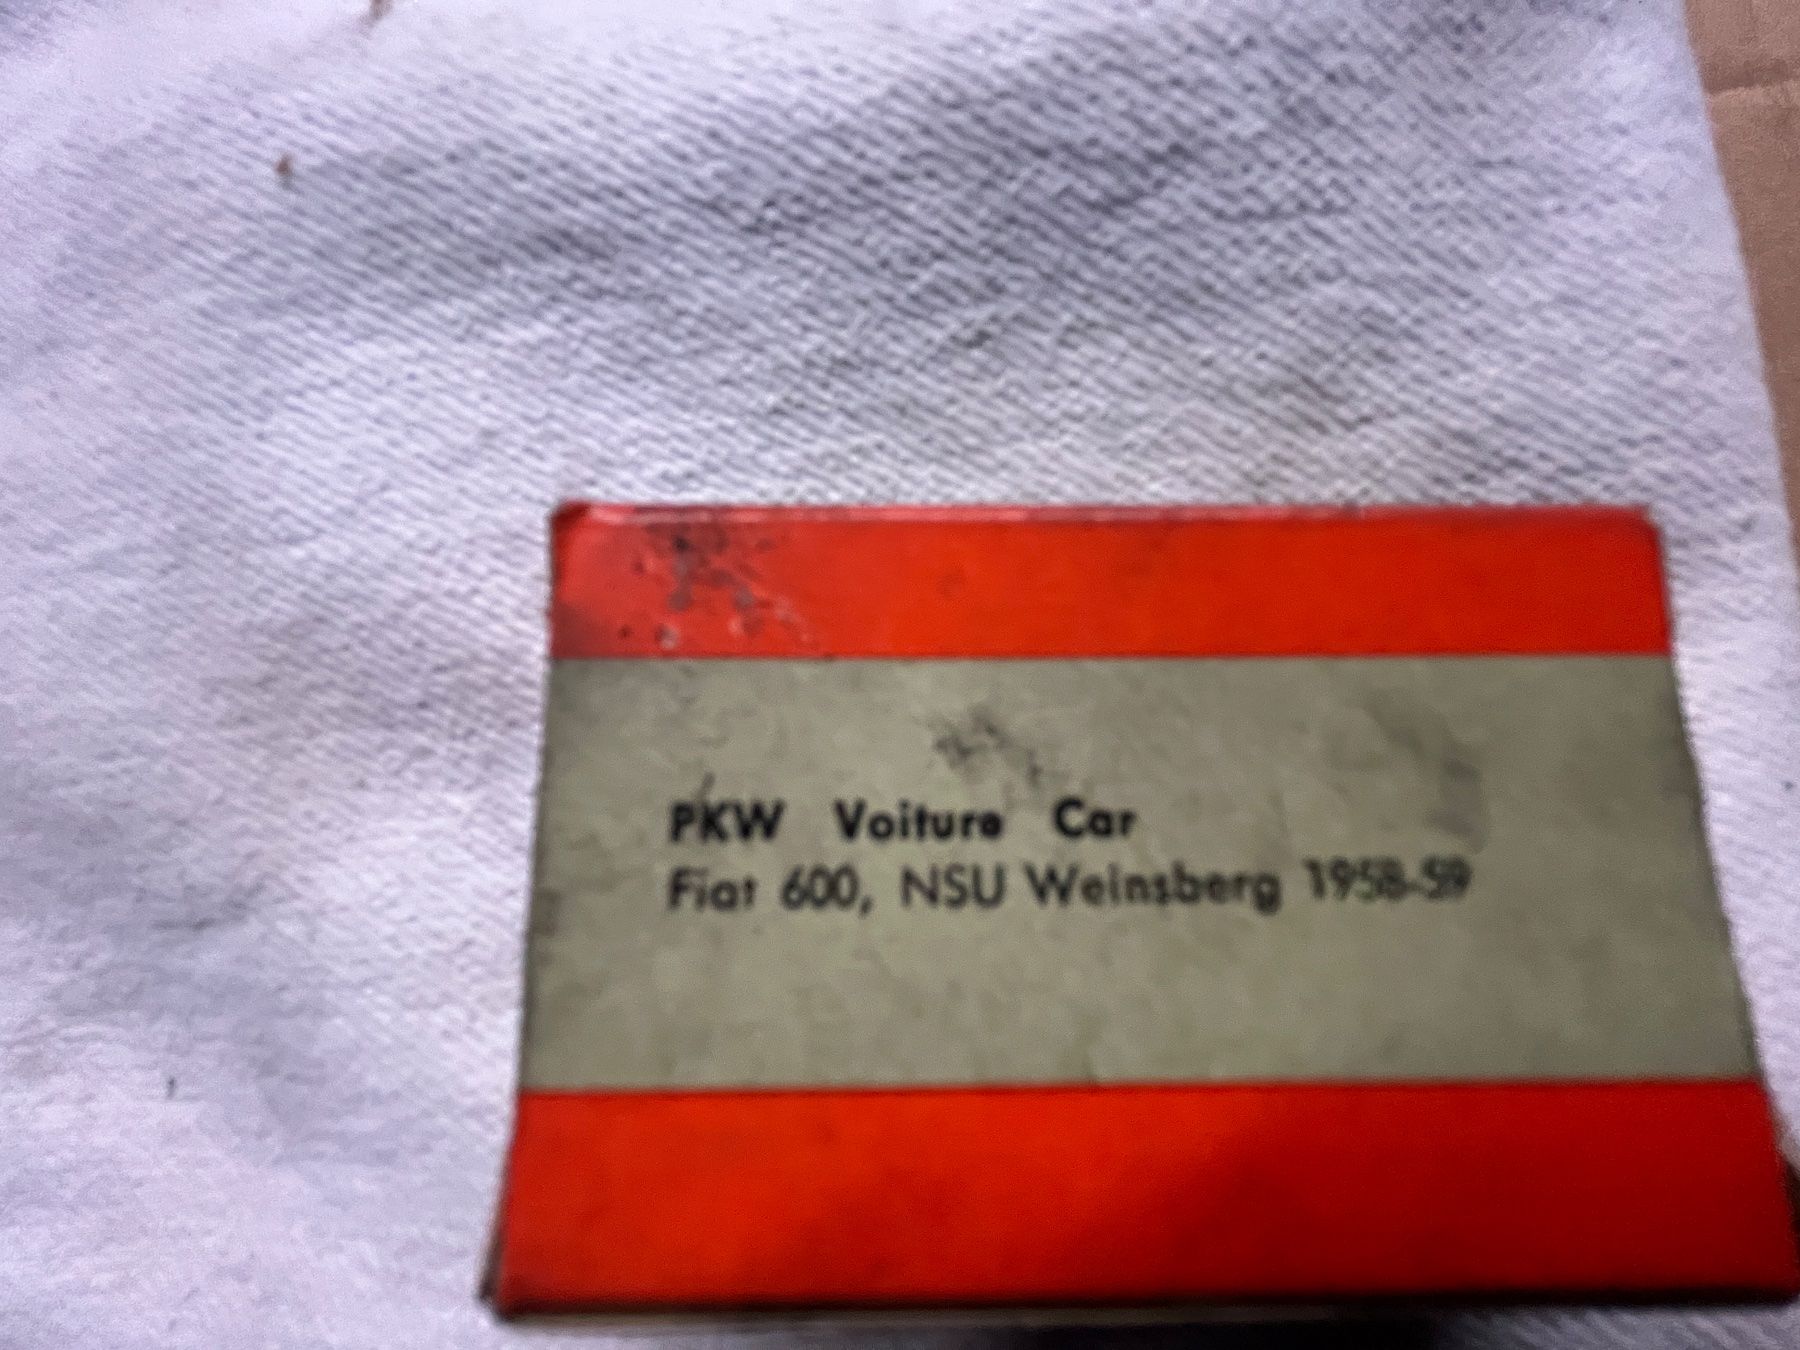 PKW Voiture Car
Fiat 600, NSU Weinsberg 1958-59